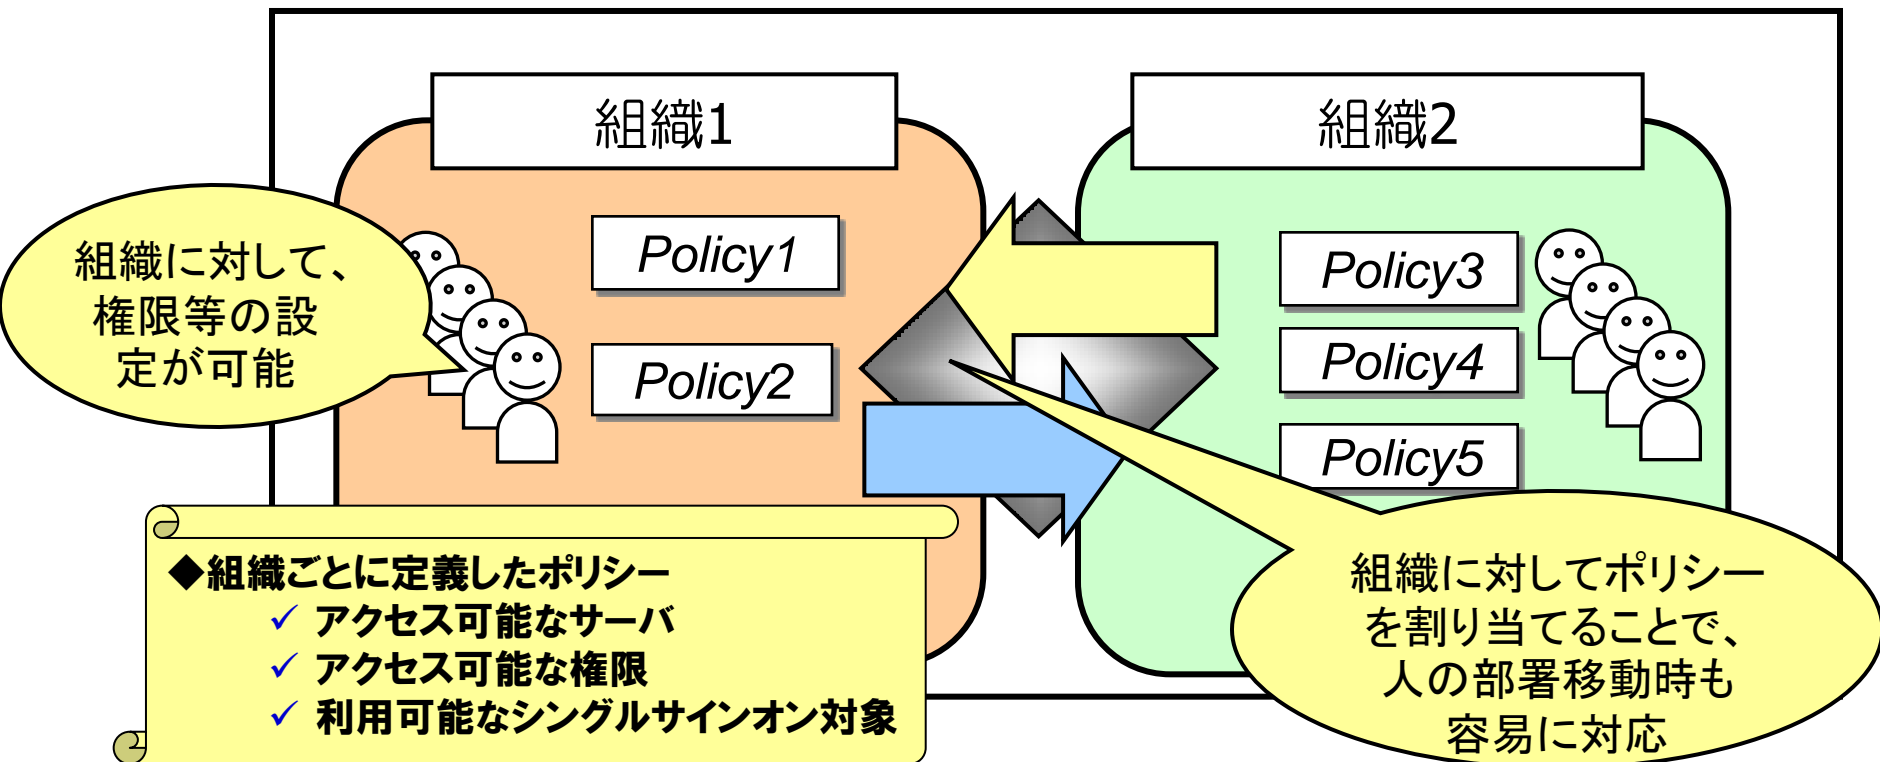 組織1
組織2
組織に対して、
権限等の設
定が可能
Policy1
Policy2
Policy3
Policy4
Policy5
◆組織ごとに定義したポリシー
✓ アクセス可能なサーバ
✓ アクセス可能な権限
✓ 利用可能なシングルサインオン対象
組織に対してポリシー
を割り当てることで、
人の部署移動時も
容易に対応